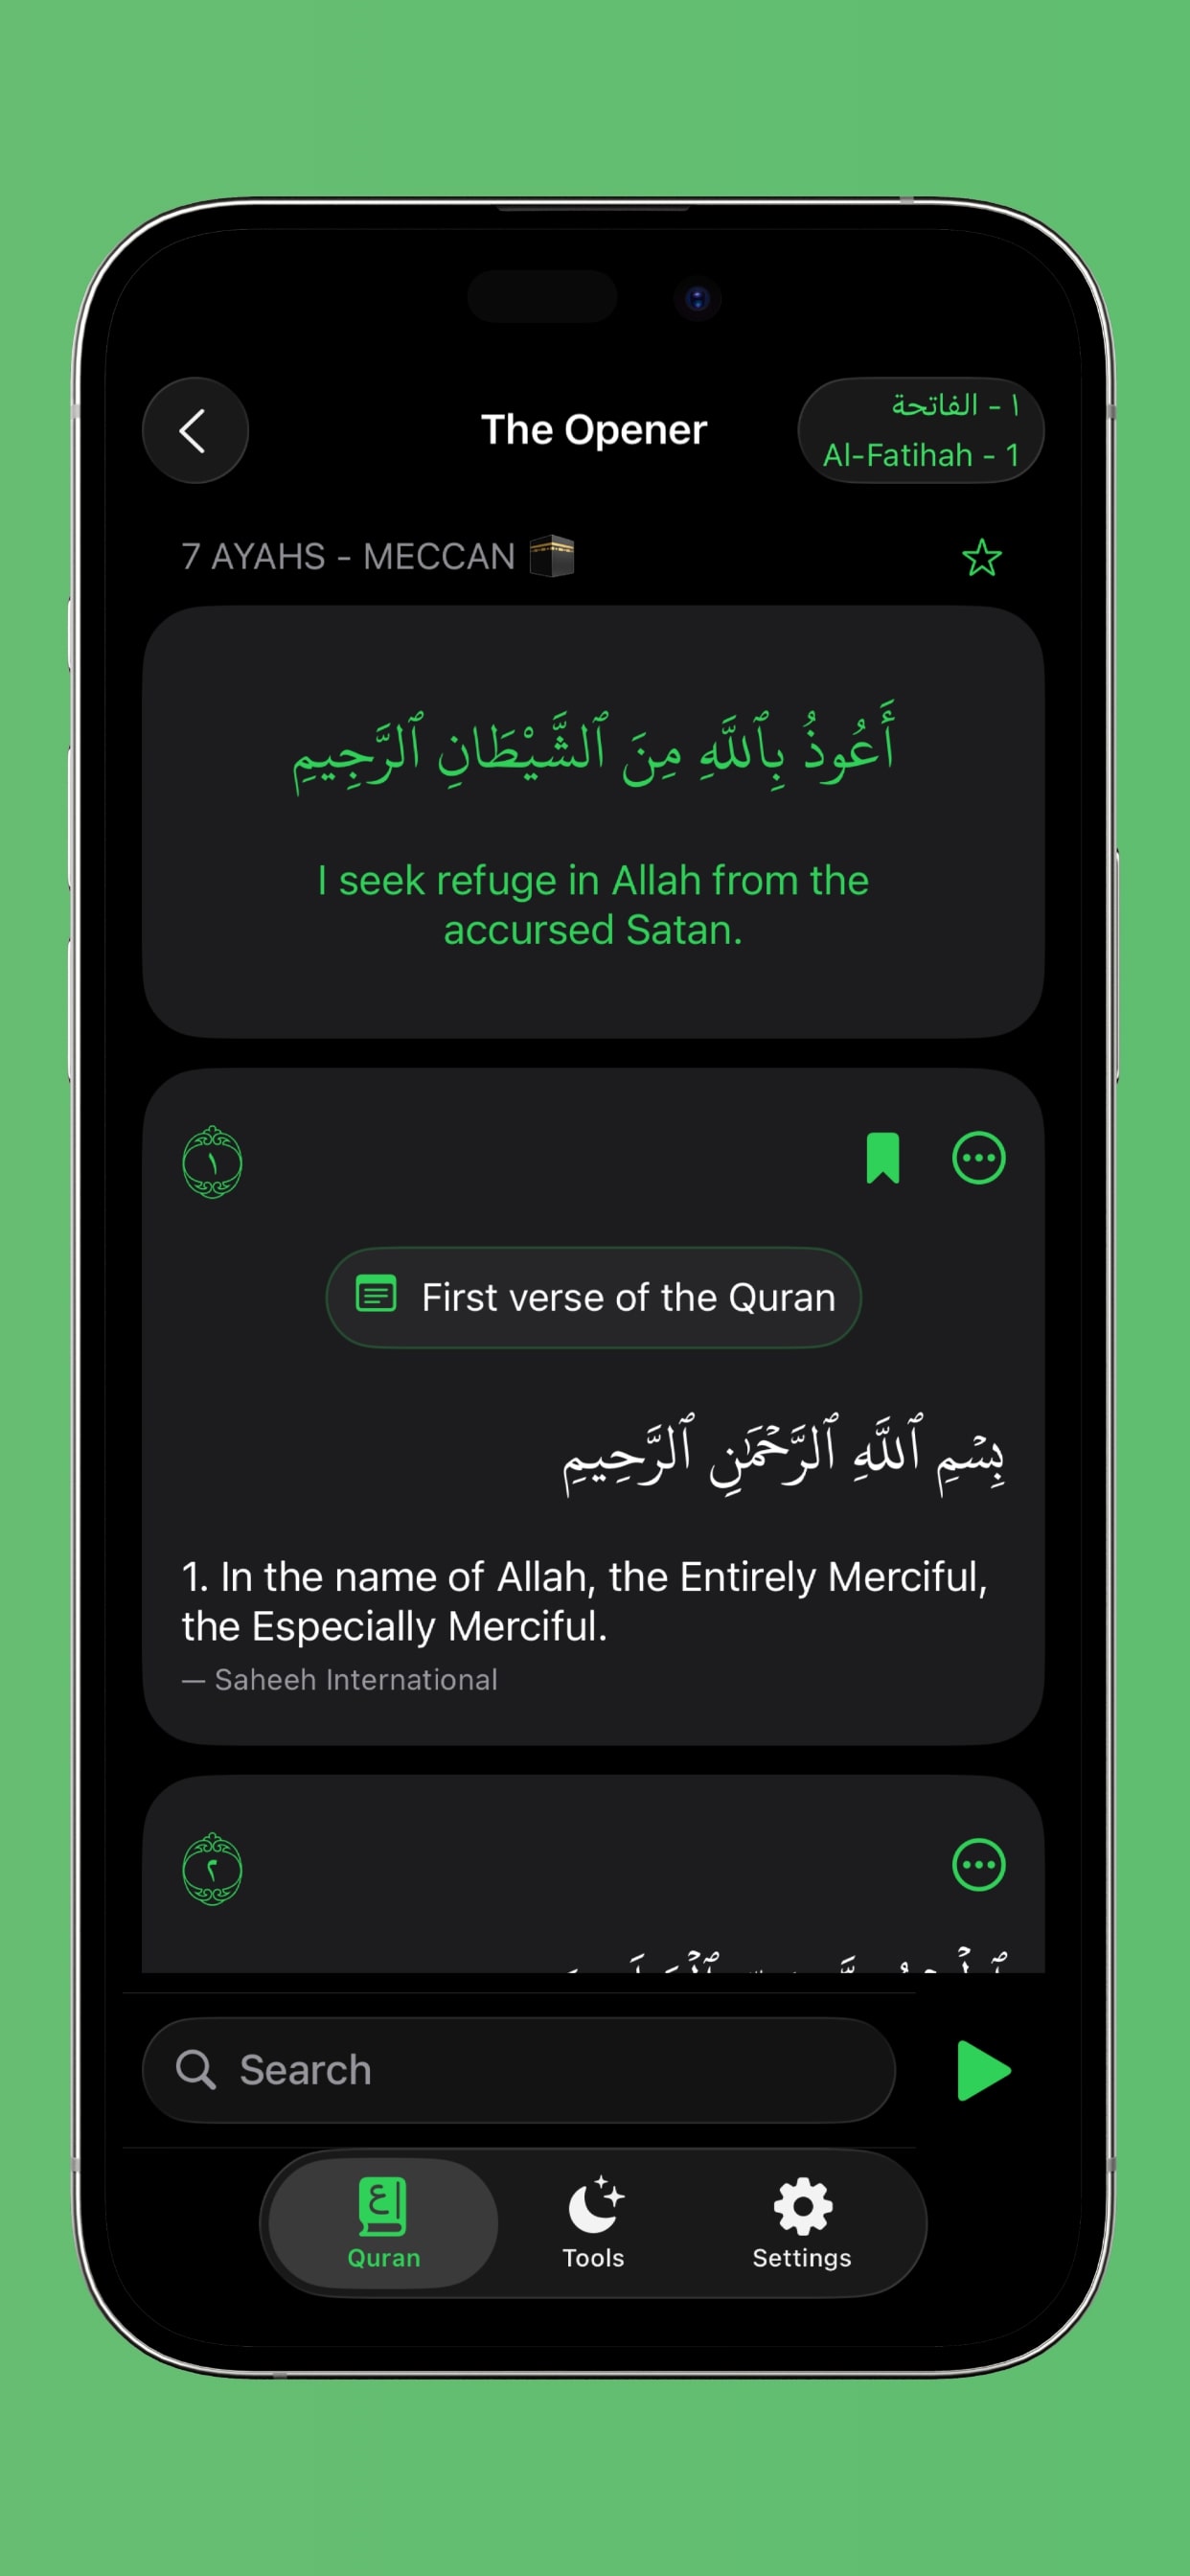 The Opener
١ - الفاتحة
Al-Fatihah - 1
7 AYAHS - MECCAN
أَعُوذُ بِٱللَّهِ مِنَ ٱلشَّيْطَانِ ٱلرَّجِيمِ
I seek refuge in Allah from the
accursed Satan.
١
First verse of the Quran
بِسۡمِ ٱللَّهِ ٱلرَّحۡمَٰنِ ٱلرَّحِيمِ
1. In the name of Allah, the Entirely Merciful,
the Especially Merciful.
— Saheeh International
٢
Search
Quran
Tools
Settings